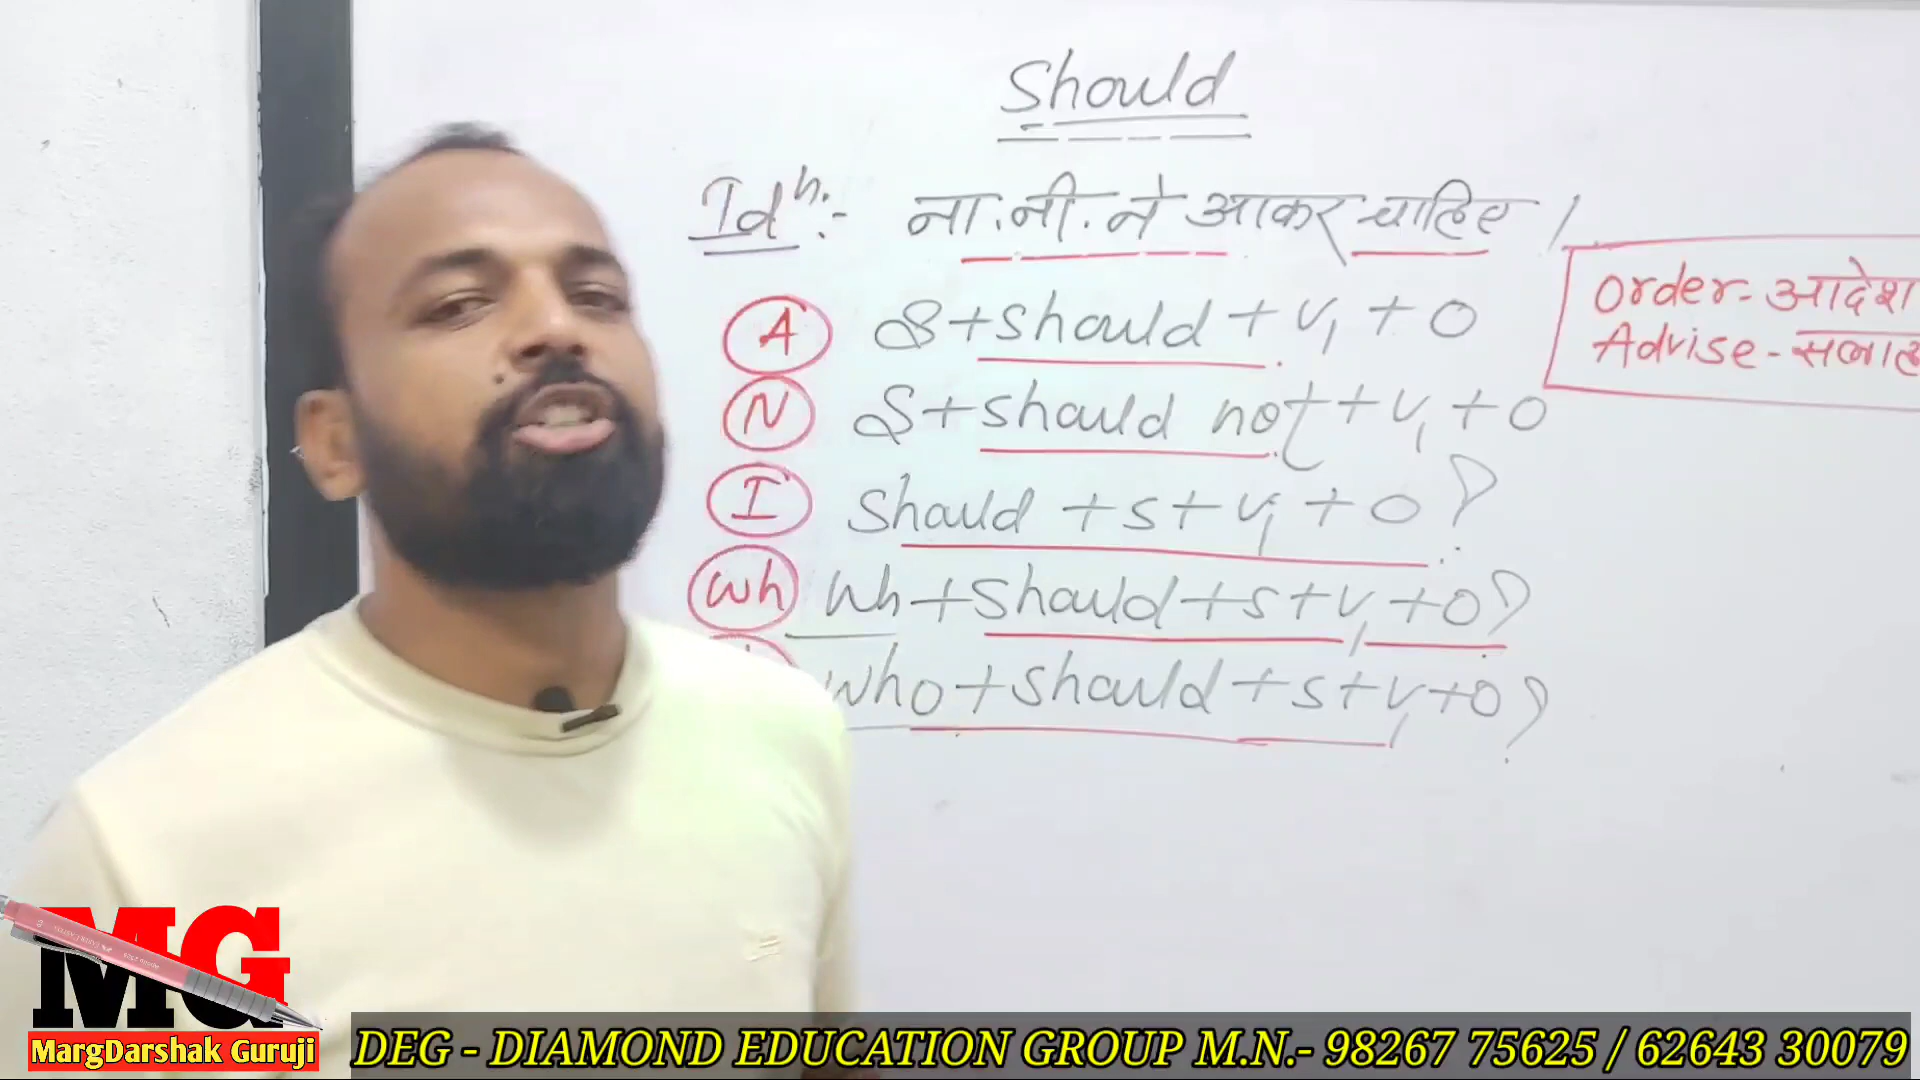 Should
Idn:- ना. नी. ने आकर चाहिए /
A S+should+V1+O
N S+should not+V1+O
I Should+s+V1+O?
Wh Wh+should+s+V1+O?
Who+should+s+V1+O?
Order-आदेश
Advise-सलाह
MG
MargDarshak Guruji
DEG - DIAMOND EDUCATION GROUP M.N.- 98267 75625 / 62643 30079